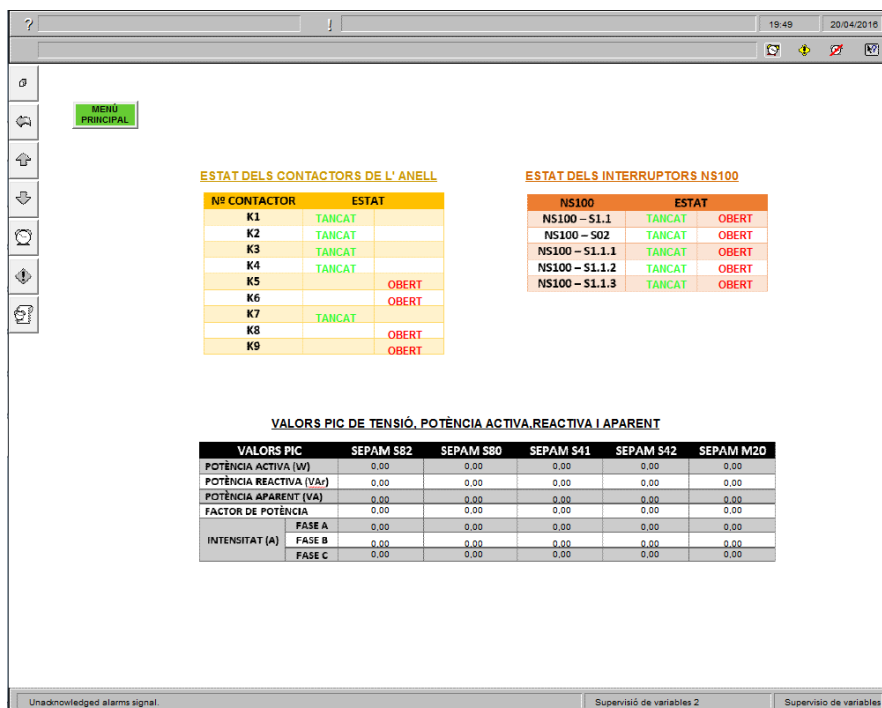 ? ! 19:49 20/04/2016
MENÚ
PRINCIPAL
ESTAT DELS CONTACTORS DE L' ANELL
Nº CONTACTOR ESTAT
K1 TANCAT
K2 TANCAT
K3 TANCAT
K4 TANCAT
K5 OBERT
K6 OBERT
K7 TANCAT
K8 OBERT
K9 OBERT
ESTAT DELS INTERRUPTORS NS100
NS100 ESTAT
NS100 – S1.1 TANCAT OBERT
NS100 – S02 TANCAT OBERT
NS100 – S1.1.1 TANCAT OBERT
NS100 – S1.1.2 TANCAT OBERT
NS100 – S1.1.3 TANCAT OBERT
VALORS PIC DE TENSIÓ, POTÈNCIA ACTIVA,REACTIVA I APARENT
VALORS PIC SEPAM S82 SEPAM S80 SEPAM S41 SEPAM S42 SEPAM M20
POTÈNCIA ACTIVA (W) 0,00 0,00 0,00 0,00 0,00
POTÈNCIA REACTIVA (VAr) 0,00 0,00 0,00 0,00 0,00
POTÈNCIA APARENT (VA) 0,00 0,00 0,00 0,00 0,00
FACTOR DE POTÈNCIA 0,00 0,00 0,00 0,00 0,00
INTENSITAT (A) FASE A 0,00 0,00 0,00 0,00 0,00
FASE B 0,00 0,00 0,00 0,00 0,00
FASE C 0,00 0,00 0,00 0,00 0,00
Unadknowledged alarms signal. Supervisió de variables 2 Supervisio de variables